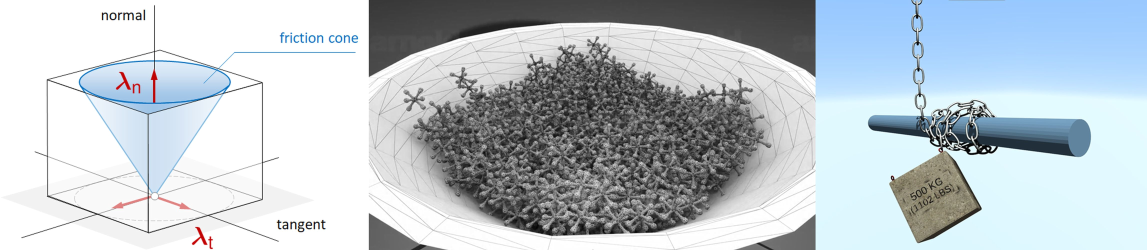 normal
friction cone
λn
tangent
λt
500 KG
(1102 LBS)